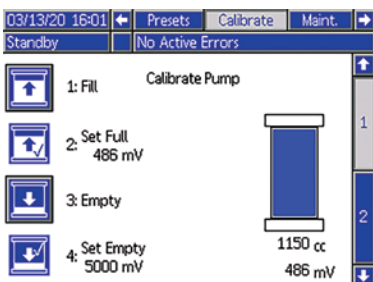 03/13/20 16:01 Presets Calibrate Maint.
Standby No Active Errors
Calibrate Pump
1: Fill
2: Set Full
486 mV
3: Empty
4: Set Empty
5000 mV
1150 cc
486 mV
1
2